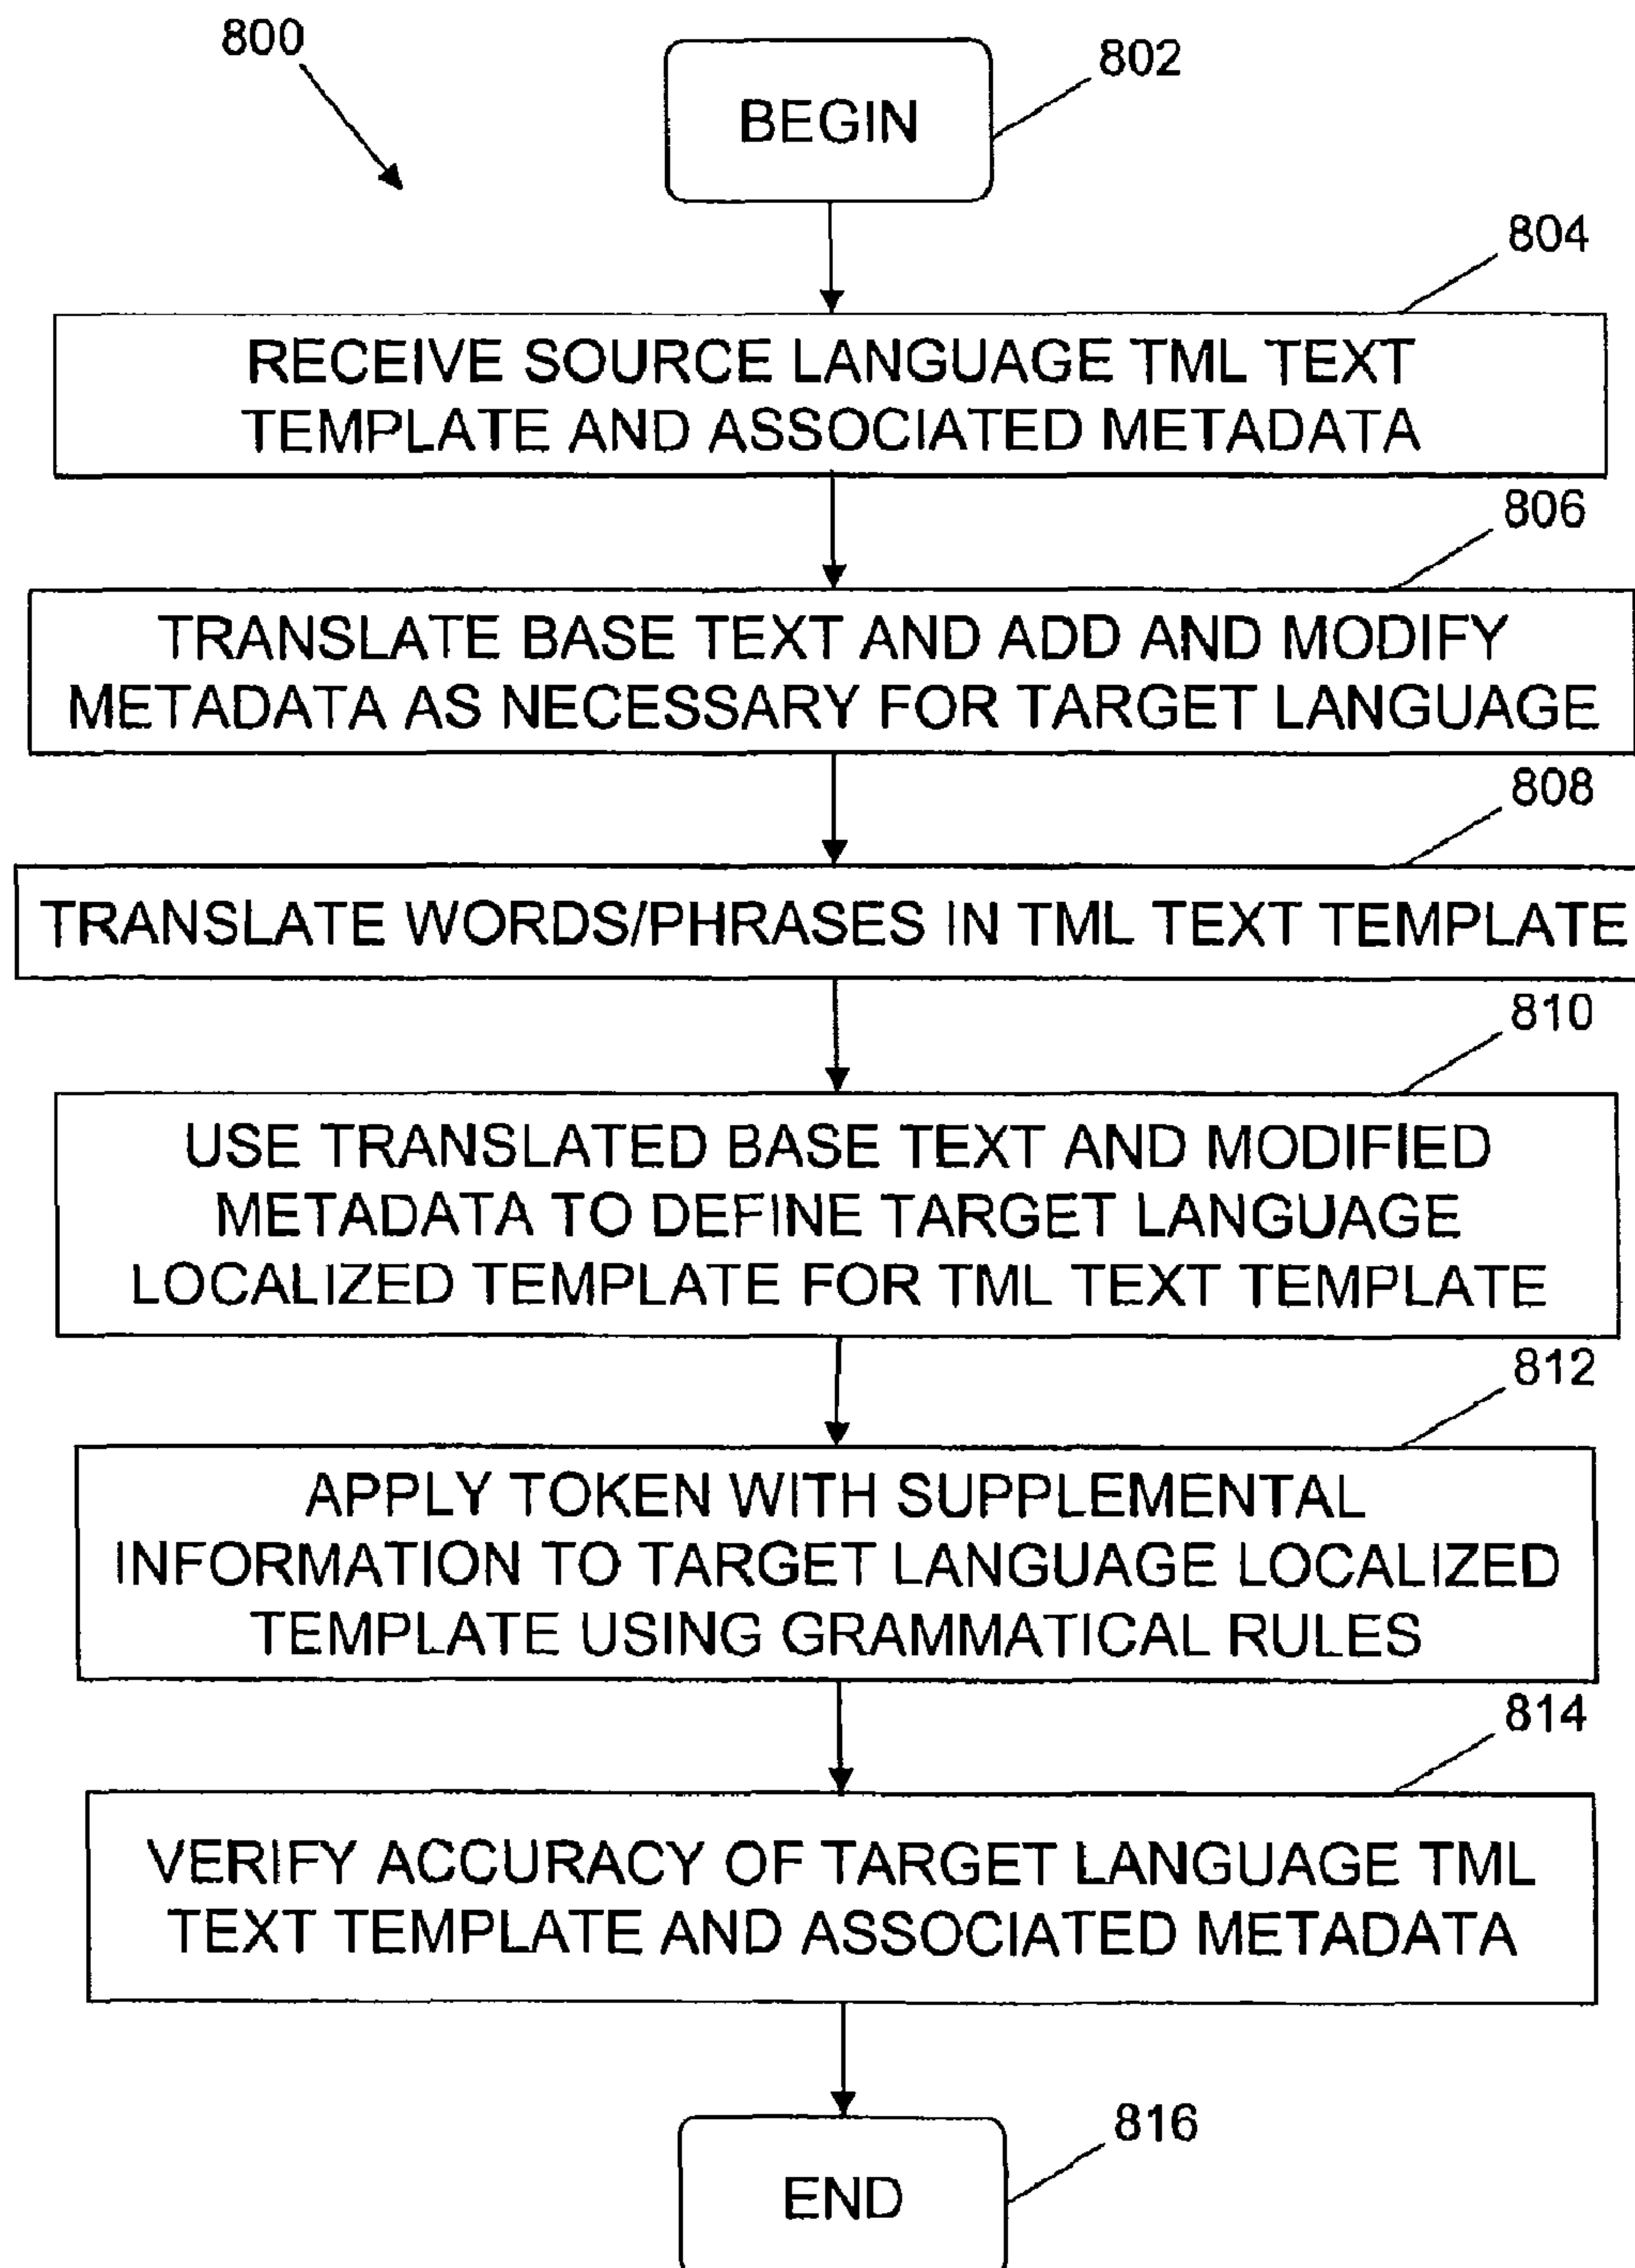 800
BEGIN
802
804
RECEIVE SOURCE LANGUAGE TML TEXT
TEMPLATE AND ASSOCIATED METADATA
806
TRANSLATE BASE TEXT AND ADD AND MODIFY
METADATA AS NECESSARY FOR TARGET LANGUAGE
808
TRANSLATE WORDS/PHRASES IN TML TEXT TEMPLATE
810
USE TRANSLATED BASE TEXT AND MODIFIED
METADATA TO DEFINE TARGET LANGUAGE
LOCALIZED TEMPLATE FOR TML TEXT TEMPLATE
812
APPLY TOKEN WITH SUPPLEMENTAL
INFORMATION TO TARGET LANGUAGE LOCALIZED
TEMPLATE USING GRAMMATICAL RULES
814
VERIFY ACCURACY OF TARGET LANGUAGE TML
TEXT TEMPLATE AND ASSOCIATED METADATA
816
END